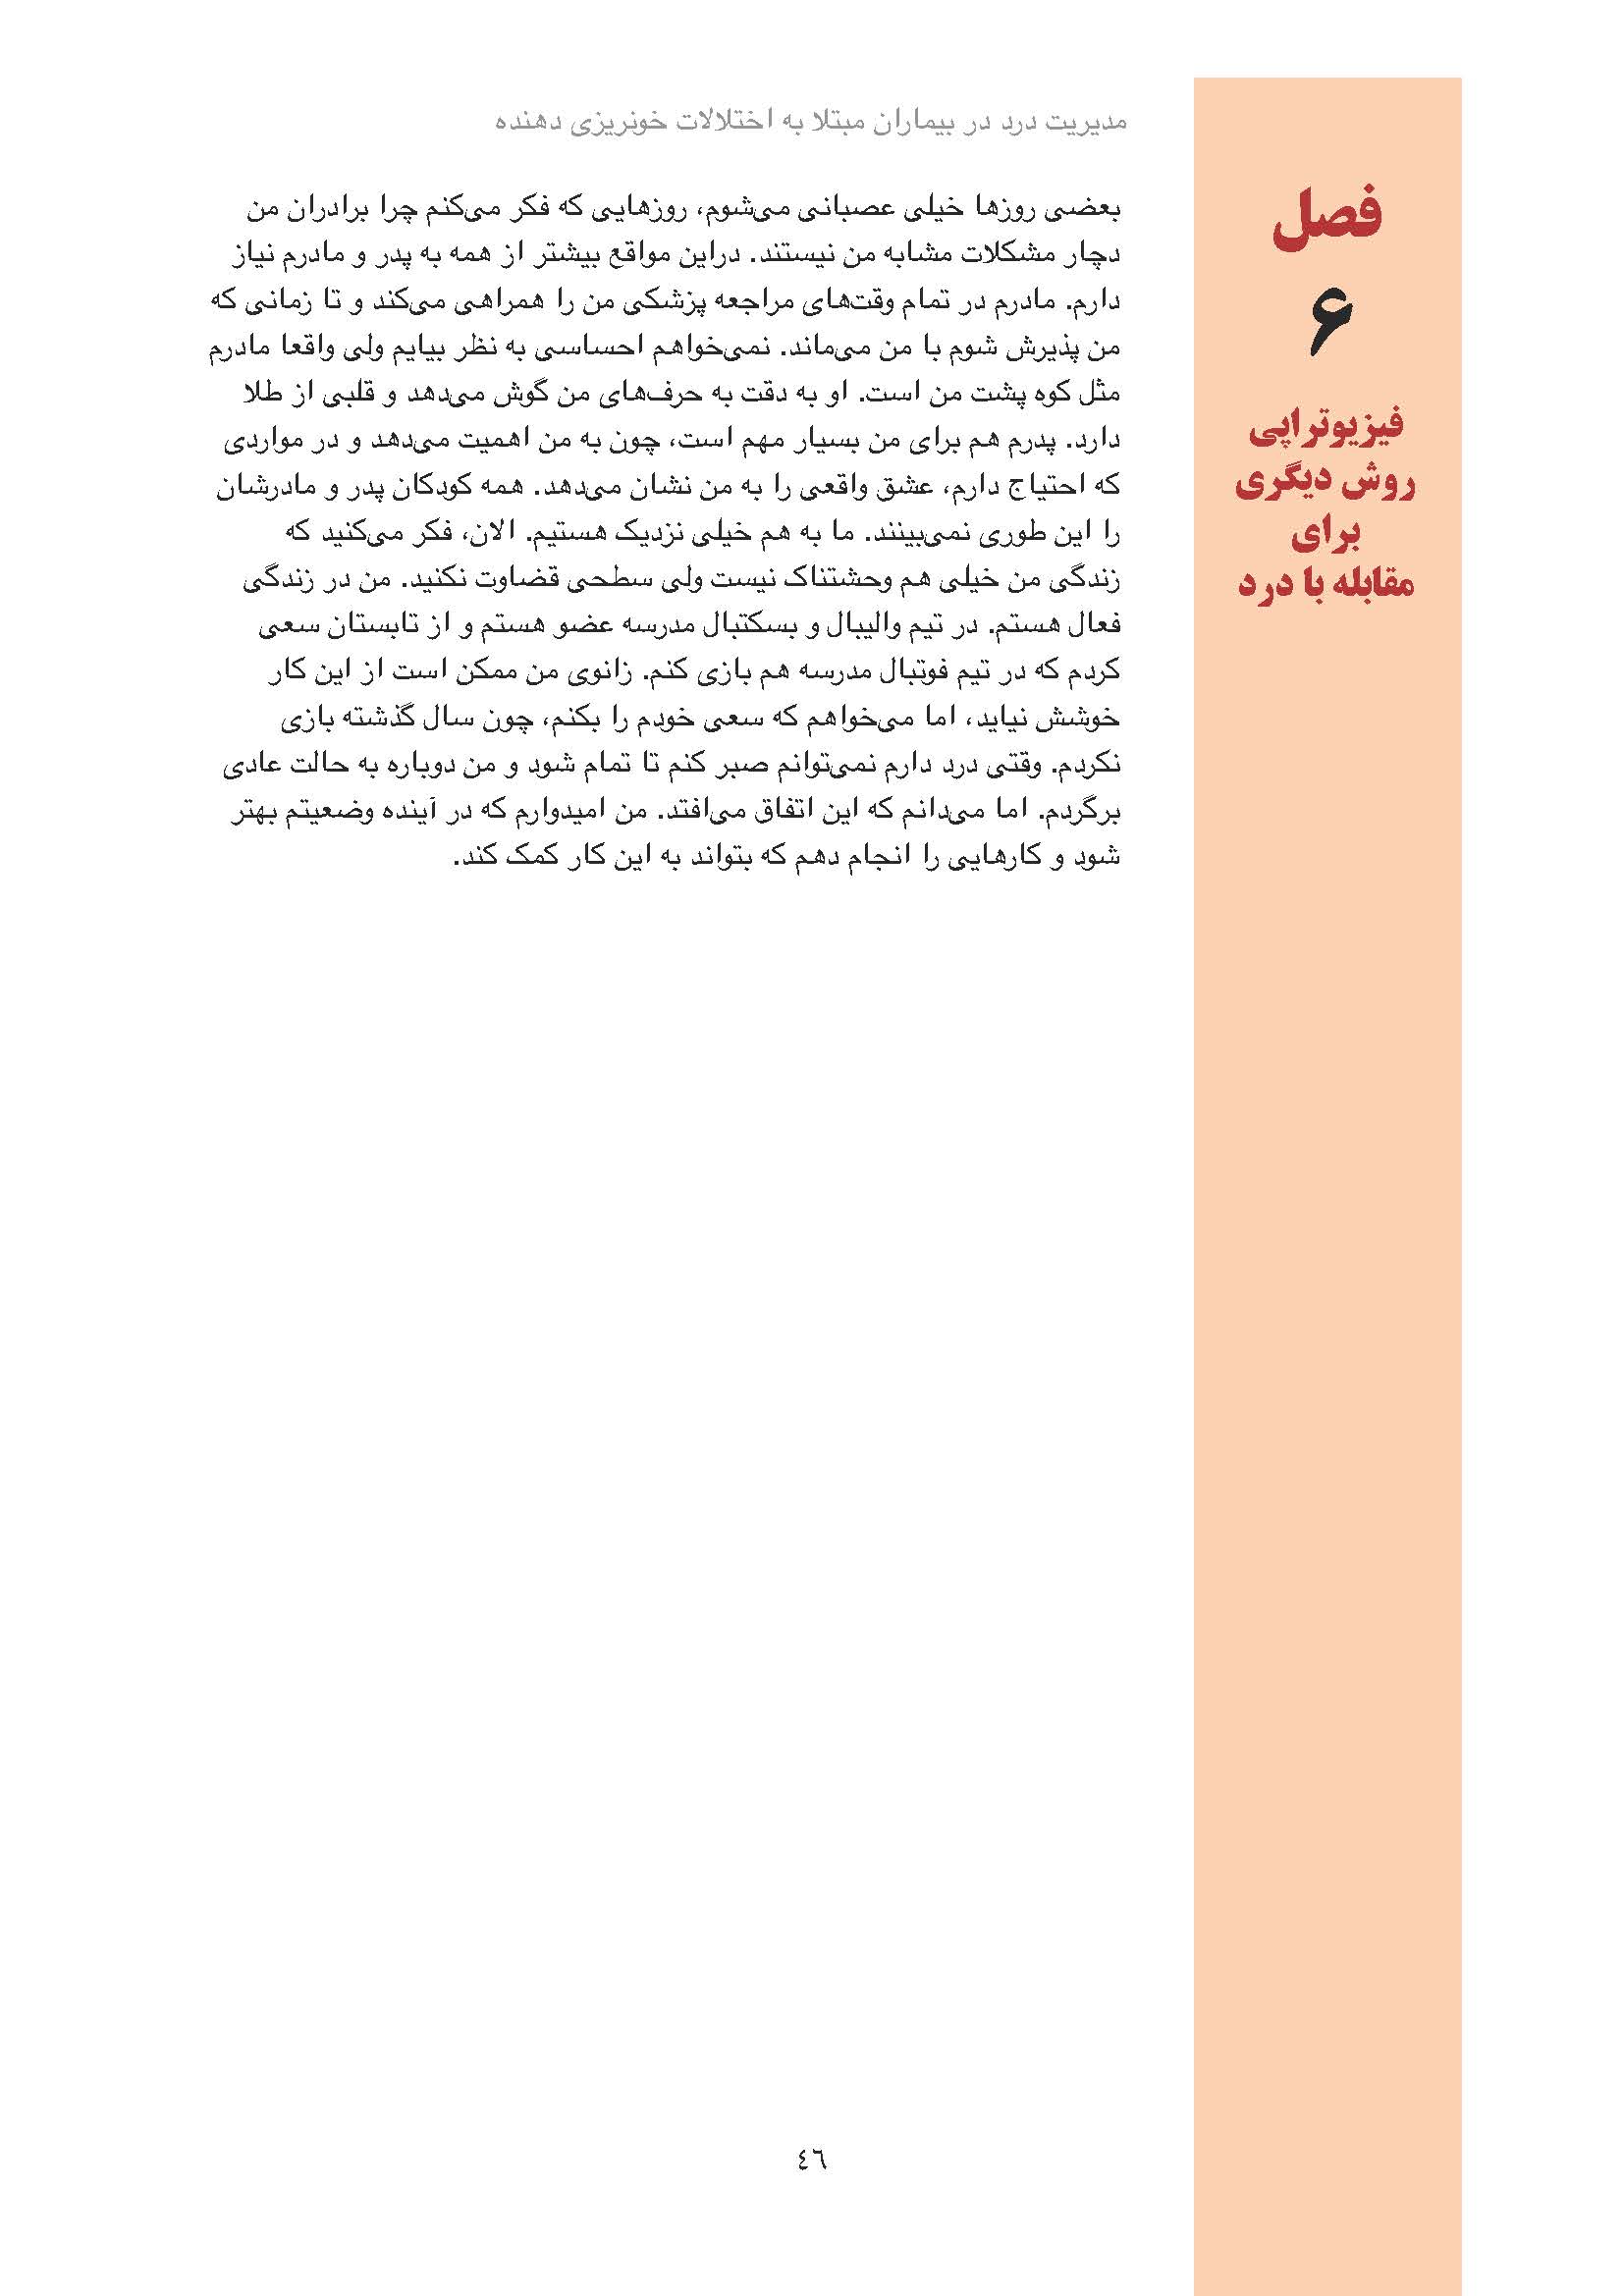 مدیریت درد در بیماران مبتلا به اختلالات خونریزی دهنده
فصل
۶
فیزیوتراپی
روش دیگری
برای
مقابله با درد
بعضی روزها خیلی عصبانی می‌شوم، روزهایی که فکر می‌کنم چرا برادران من
دچار مشکلات مشابه من نیستند. دراین مواقع بیشتر از همه به پدر و مادرم نیاز
دارم. مادرم در تمام وقت‌های مراجعه پزشکی من را همراهی می‌کند و تا زمانی که
من پذیرش شوم با من می‌ماند. نمی‌خواهم احساسی به نظر بیایم ولی واقعا مادرم
مثل کوه پشت من است. او به دقت به حرف‌های من گوش می‌دهد و قلبی از طلا
دارد. پدرم هم برای من بسیار مهم است، چون به من اهمیت می‌دهد و در مواردی
که احتیاج دارم، عشق واقعی را به من نشان می‌دهد. همه کودکان پدر و مادرشان
را این طوری نمی‌بینند. ما به هم خیلی نزدیک هستیم. الان، فکر می‌کنید که
زندگی من خیلی هم وحشتناک نیست ولی سطحی قضاوت نکنید. من در زندگی
فعال هستم. در تیم والیبال و بسکتبال مدرسه عضو هستم و از تابستان سعی
کردم که در تیم فوتبال مدرسه هم بازی کنم. زانوی من ممکن است از این کار
خوشش نیاید، اما می‌خواهم که سعی خودم را بکنم، چون سال گذشته بازی
نکردم. وقتی درد دارم نمی‌توانم صبر کنم تا تمام شود و من دوباره به حالت عادی
برگردم. اما می‌دانم که این اتفاق می‌افتد. من امیدوارم که در آینده وضعیتم بهتر
شود و کارهایی را انجام دهم که بتواند به این کار کمک کند.
٤٦